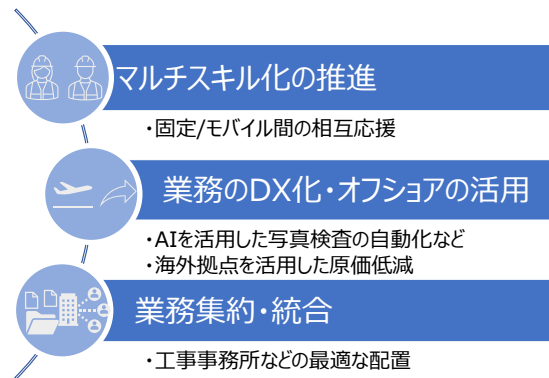 マルチスキル化の推進
・固定/モバイル間の相互応援
業務のDX化・オフショアの活用
・AIを活用した写真検査の自動化など
・海外拠点を活用した原価低減
業務集約・統合
・工事事務所などの最適な配置